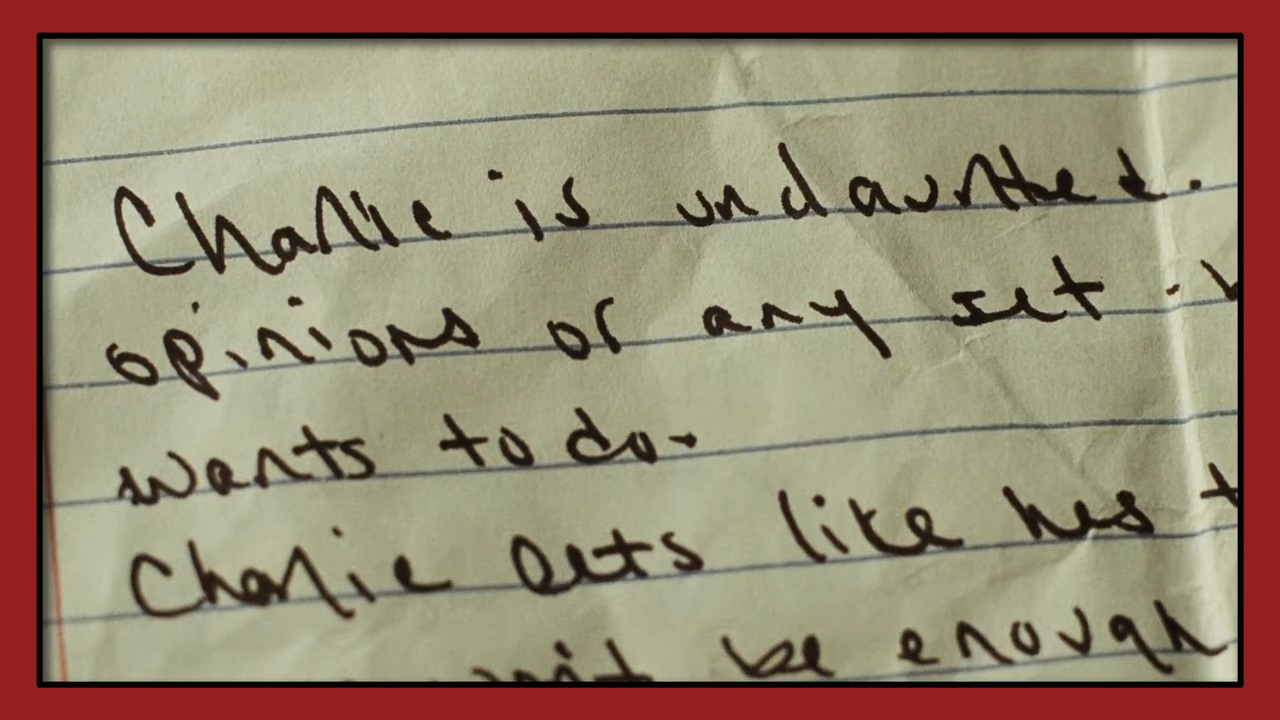 Charlie is undaunted.
opinions or any set
wants to do.
Charlie acts like hes
be enough